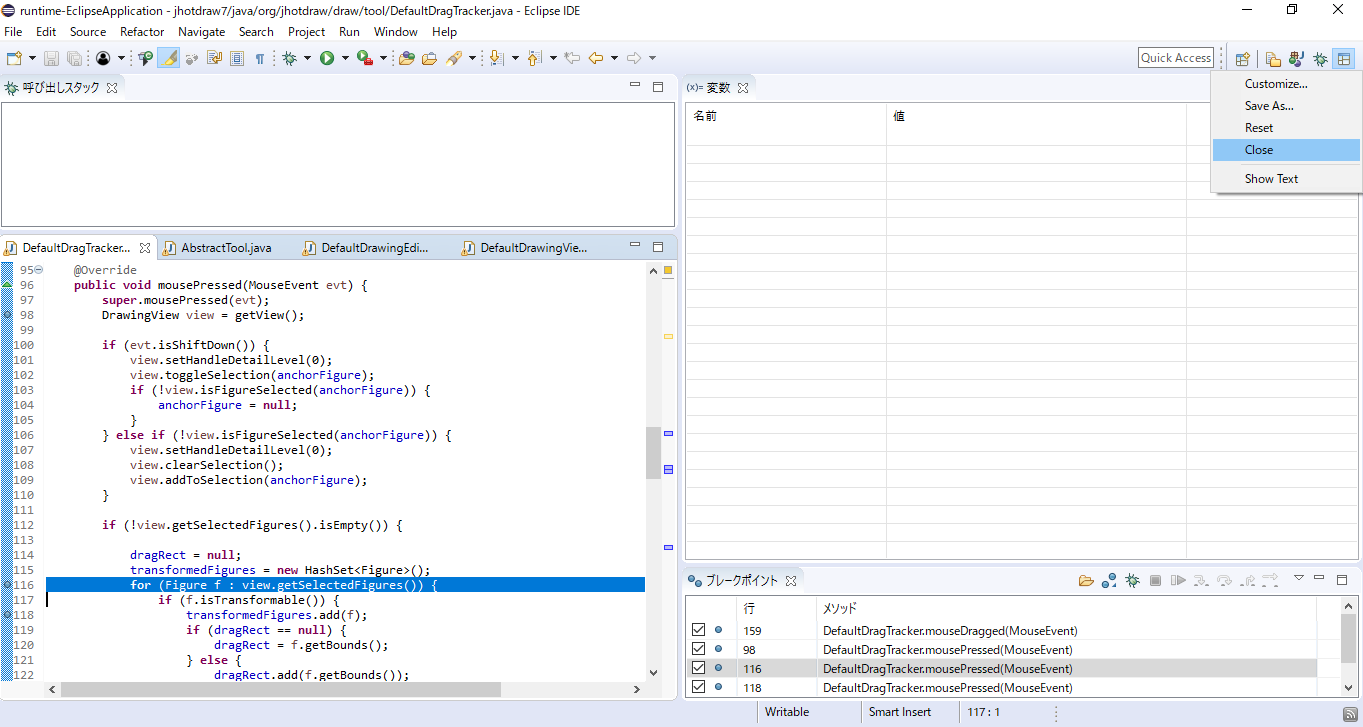 runtime-EclipseApplication - jhotdraw7/java/org/jhotdraw/draw/tool/DefaultDragTracker.java - Eclipse IDE
File Edit Source Refactor Navigate Search Project Run Window Help
Quick Access
Customize...
Save As...
Reset
Close
Show Text
呼び出しスタック
(x)= 変数
名前 値
DefaultDragTracker... AbstractTool.java DefaultDrawingEdi... DefaultDrawingVie...
95 @Override
96 public void mousePressed(MouseEvent evt) {
97 super.mousePressed(evt);
98 DrawingView view = getView();
99
100 if (evt.isShiftDown()) {
101 view.setHandleDetailLevel(0);
102 view.toggleSelection(anchorFigure);
103 if (!view.isFigureSelected(anchorFigure)) {
104 anchorFigure = null;
105 }
106 } else if (!view.isFigureSelected(anchorFigure)) {
107 view.setHandleDetailLevel(0);
108 view.clearSelection();
109 view.addToSelection(anchorFigure);
110 }
111
112 if (!view.getSelectedFigures().isEmpty()) {
113
114 dragRect = null;
115 transformedFigures = new HashSet<Figure>();
116 for (Figure f : view.getSelectedFigures()) {
117 if (f.isTransformable()) {
118 transformedFigures.add(f);
119 if (dragRect == null) {
120 dragRect = f.getBounds();
121 } else {
122 dragRect.add(f.getBounds());
ブレークポイント
行 メソッド
159 DefaultDragTracker.mouseDragged(MouseEvent)
98 DefaultDragTracker.mousePressed(MouseEvent)
116 DefaultDragTracker.mousePressed(MouseEvent)
118 DefaultDragTracker.mousePressed(MouseEvent)
Writable Smart Insert 117 : 1